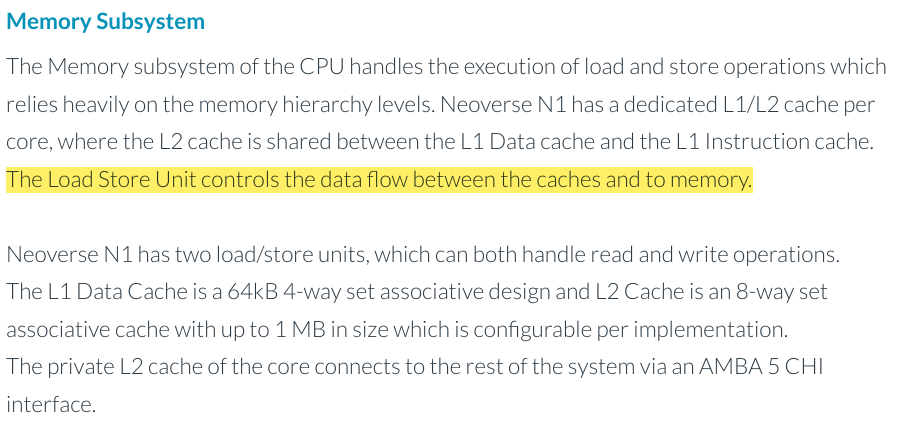 Memory Subsystem
The Memory subsystem of the CPU handles the execution of load and store operations which
relies heavily on the memory hierarchy levels. Neoverse N1 has a dedicated L1/L2 cache per
core, where the L2 cache is shared between the L1 Data cache and the L1 Instruction cache.
The Load Store Unit controls the data flow between the caches and to memory.
Neoverse N1 has two load/store units, which can both handle read and write operations.
The L1 Data Cache is a 64kB 4-way set associative design and L2 Cache is an 8-way set
associative cache with up to 1 MB in size which is configurable per implementation.
The private L2 cache of the core connects to the rest of the system via an AMBA 5 CHI
interface.